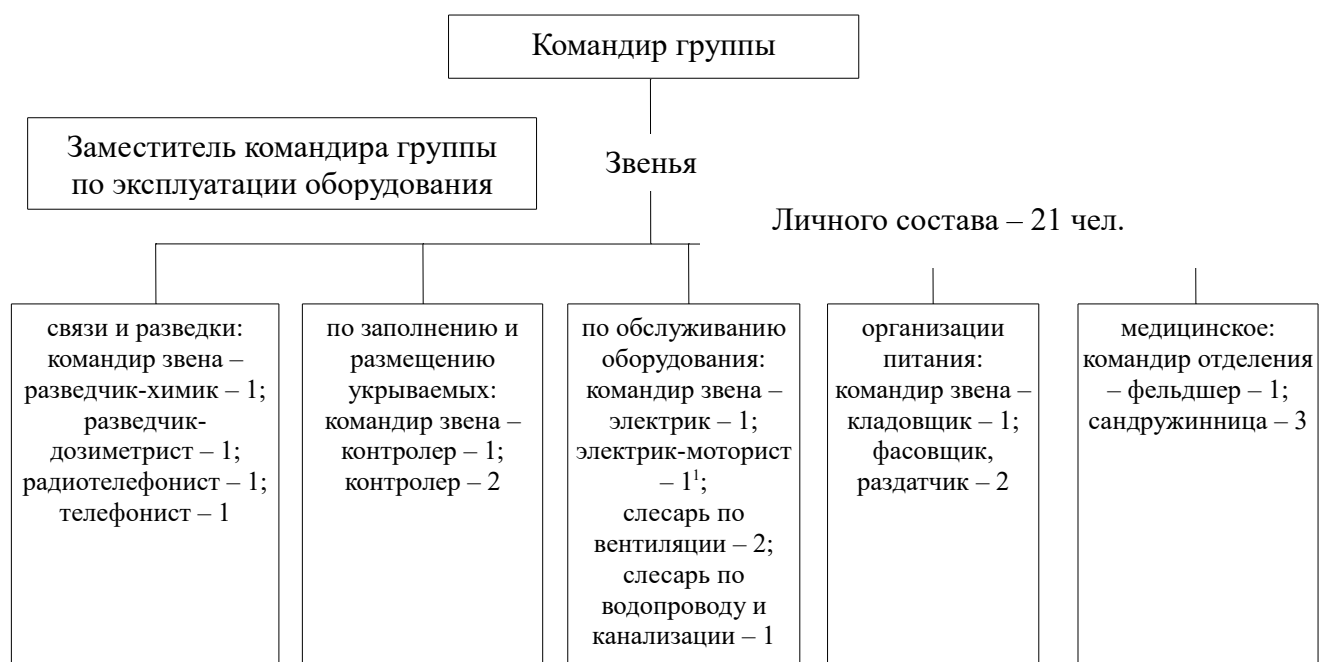 Командир группы
Заместитель командира группы
по эксплуатации оборудования
Звенья
Личного состава – 21 чел.
связи и разведки:
командир звена –
разведчик-химик – 1;
разведчик-
дозиметрист – 1;
радиотелефонист – 1;
телефонист – 1
по заполнению и
размещению
укрываемых:
командир звена –
контролер – 1;
контролер – 2
по обслуживанию
оборудования:
командир звена –
электрик – 1;
электрик-моторист
– 1¹;
слесарь по
вентиляции – 2;
слесарь по
водопроводу и
канализации – 1
организации
питания:
командир звена –
кладовщик – 1;
фасовщик,
раздатчик – 2
медицинское:
командир отделения
– фельдшер – 1;
сандружинница – 3